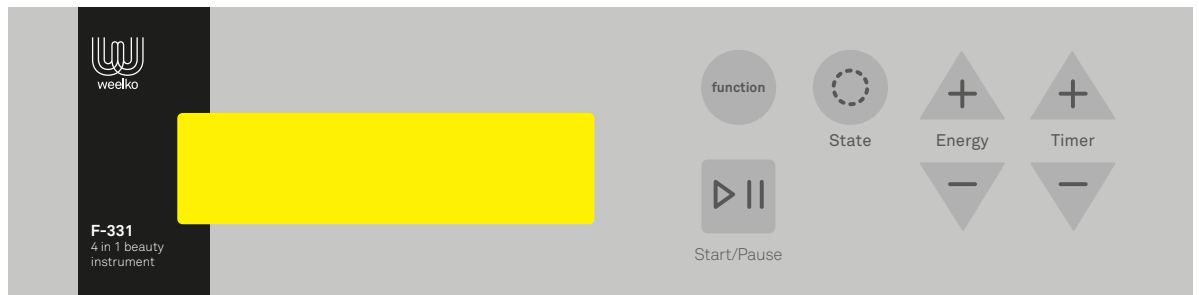 weelko
F-331
4 in 1 beauty
instrument
function
State
Energy
Timer
Start/Pause